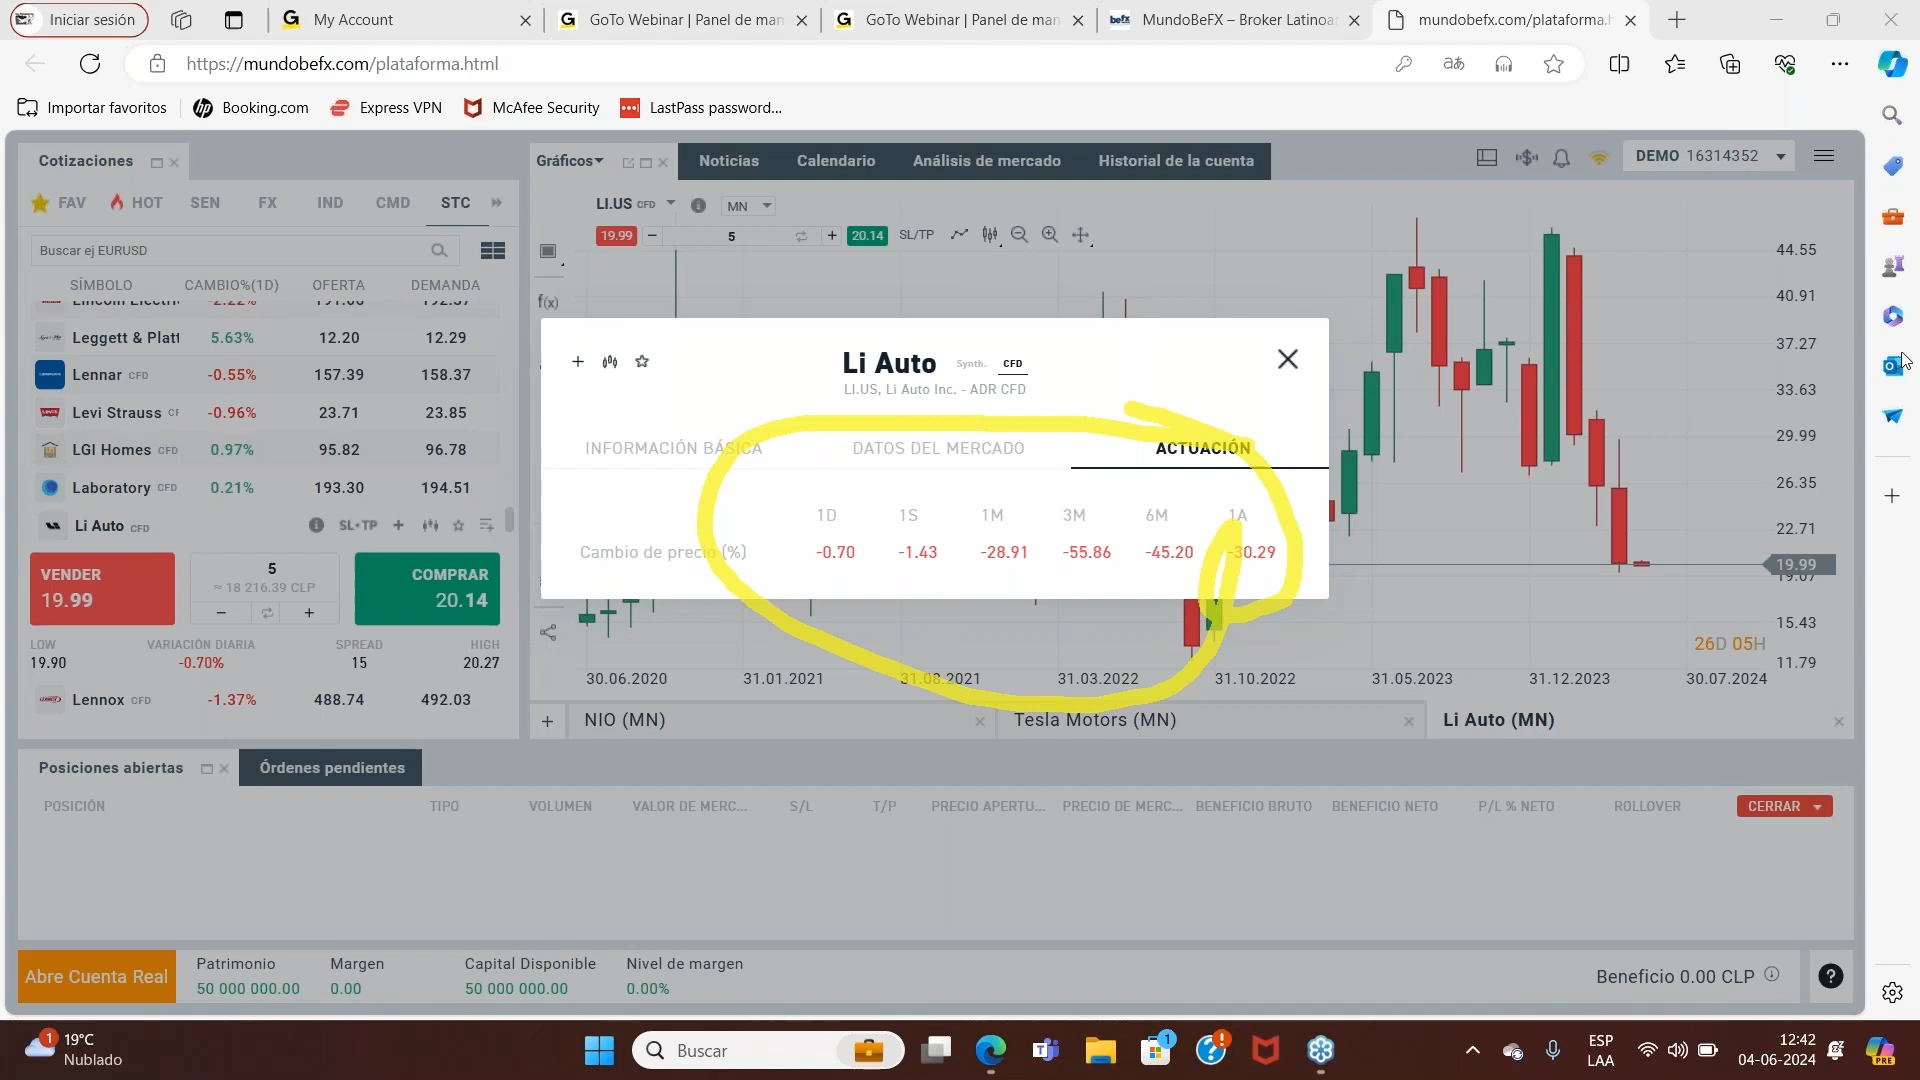 Iniciar sesión
My Account
GoTo Webinar | Panel de man
GoTo Webinar | Panel de man
MundoBeFX – Broker Latinoar
mundobefx.com/plataforma.h
https://mundobefx.com/plataforma.html
Importar favoritos
Booking.com
Express VPN
McAfee Security
LastPass password...
Cotizaciones
Gráficos
Noticias
Calendario
Análisis de mercado
Historial de la cuenta
DEMO 16314352
FAV
HOT
SEN
FX
IND
CMD
STC
LI.US CFD
MN
Buscar ej EURUSD
19.99
5
20.14
SL/TP
SÍMBOLO
CAMBIO%(1D)
OFERTA
DEMANDA
Leggett & Platt
5.63%
12.20
12.29
Lennar CFD
-0.55%
157.39
158.37
Levi Strauss CF
-0.96%
23.71
23.85
LGI Homes CFD
0.97%
95.82
96.78
Laboratory CFD
0.21%
193.30
194.51
Li Auto CFD
SL+TP
VENDER
19.99
5
≈ 18 216.39 CLP
COMPRAR
20.14
LOW
19.90
VARIACIÓN DIARIA
-0.70%
SPREAD
15
HIGH
20.27
Lennox CFD
-1.37%
488.74
492.03
f(x)
Li Auto Synth. CFD
LI.US, Li Auto Inc. - ADR CFD
INFORMACIÓN BÁSICA
DATOS DEL MERCADO
ACTUACIÓN
1D
1S
1M
3M
6M
1A
Cambio de precio (%)
-0.70
-1.43
-28.91
-55.86
-45.20
-30.29
44.55
40.91
37.27
33.63
29.99
26.35
22.71
19.99
19.07
15.43
11.79
26D 05H
30.06.2020
31.01.2021
31.08.2021
31.03.2022
31.10.2022
31.05.2023
31.12.2023
30.07.2024
NIO (MN)
Tesla Motors (MN)
Li Auto (MN)
Posiciones abiertas
Órdenes pendientes
POSICIÓN
TIPO
VOLUMEN
VALOR DE MERC...
S/L
T/P
PRECIO APERTU...
PRECIO DE MERC...
BENEFICIO BRUTO
BENEFICIO NETO
P/L % NETO
ROLLOVER
CERRAR
Abre Cuenta Real
Patrimonio
50 000 000.00
Margen
0.00
Capital Disponible
50 000 000.00
Nivel de margen
0.00%
Beneficio 0.00 CLP
1
19°C
Nublado
Buscar
1
ESP
LAA
12:42
04-06-2024
PRE